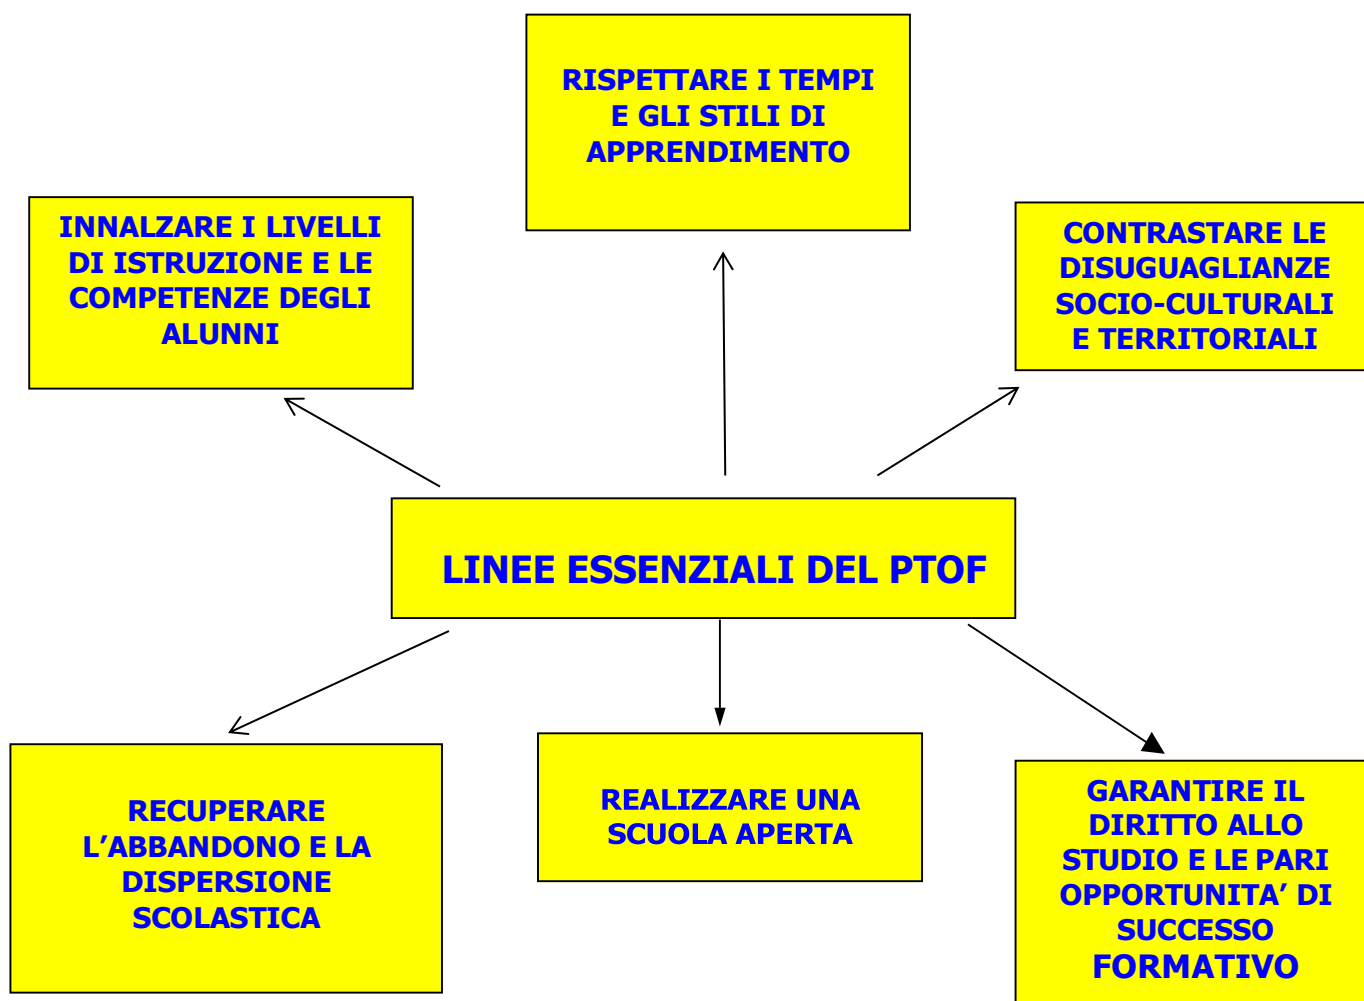 RISPETTARE I TEMPI
E GLI STILI DI
APPRENDIMENTO
INNALZARE I LIVELLI
DI ISTRUZIONE E LE
COMPETENZE DEGLI
ALUNNI
CONTRASTARE LE
DISUGUAGLIANZE
SOCIO-CULTURALI
E TERRITORIALI
LINEE ESSENZIALI DEL PTOF
RECUPERARE
L’ABBANDONO E LA
DISPERSIONE
SCOLASTICA
REALIZZARE UNA
SCUOLA APERTA
GARANTIRE IL
DIRITTO ALLO
STUDIO E LE PARI
OPPORTUNITA’ DI
SUCCESSO
FORMATIVO